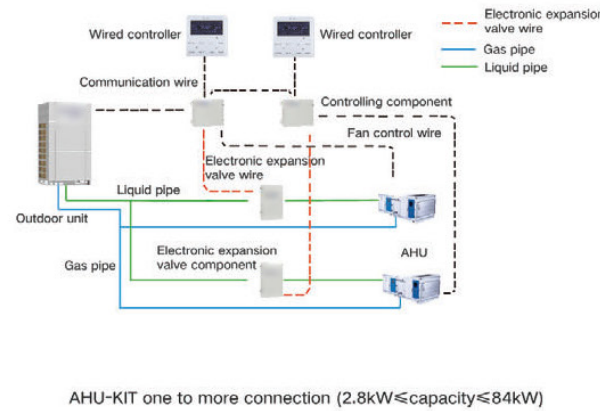 Electronic expansion
valve wire
Gas pipe
Liquid pipe
Wired controller
Wired controller
Communication wire
Controlling component
Fan control wire
Electronic expansion
valve wire
Liquid pipe
Outdoor unit
Gas pipe
Electronic expansion
valve component
AHU
AHU-KIT one to more connection (2.8kW≤capacity≤84kW)